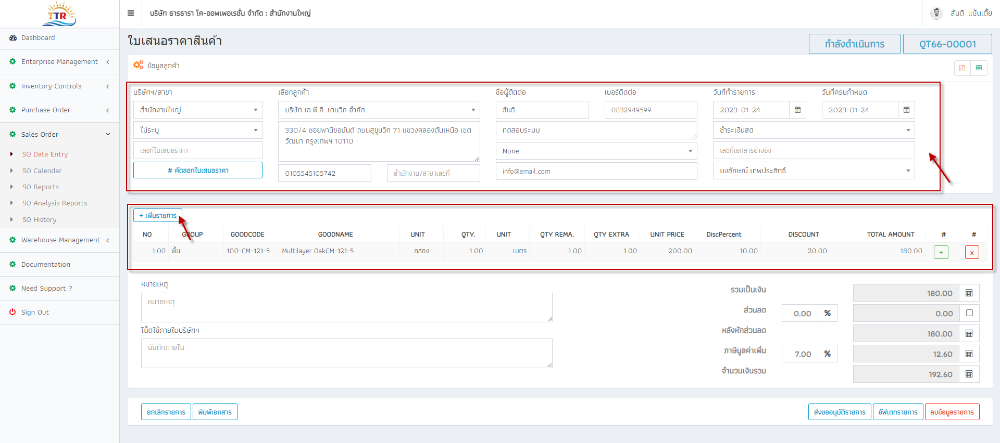 TTR
บริษัท ธารธารา โค-ออพเพอเรชั่น จำกัด : สำนักงานใหญ่
สันติ แป้นเตี้ย
Dashboard
Enterprise Management
Inventory Controls
Purchase Order
Sales Order
SO Data Entry
SO Calendar
SO Reports
SO Analysis Reports
SO History
Warehouse Management
Documentation
Need Support ?
Sign Out
ใบเสนอราคาสินค้า
กำลังดำเนินการ QT66-00001
ข้อมูลลูกค้า
บริษัทฯ/สาขา เลือกลูกค้า ชื่อผู้ติดต่อ เบอร์ติดต่อ วันที่ทำรายการ วันที่ครบกำหนด
สำนักงานใหญ่ บริษัท เอ.พี.จี. เดนวิก จำกัด สันติ 0832949599 2023-01-24 2023-01-24
ไม่ระบุ 330/4 ซอยพานิชอนันต์ ถนนสุขุมวิท 71 แขวงคลองตันเหนือ เขต ทดสอบระบบ ชำระเงินสด
วัฒนา กรุงเทพฯ 10110
เลขที่ใบเสนอราคา None เลขที่เอกสารอ้างอิง
# คัดลอกใบเสนอราคา 0105545105742 สำนักงาน/สาขาเลขที่ info@email.com นงลักษณ์ เทพประสิทธิ์
+ เพิ่มรายการ
NO GROUP GOODCODE GOODNAME UNIT QTY. UNIT QTY REMA. QTY EXTRA UNIT PRICE DiscPercent DISCOUNT TOTAL AMOUNT # #
1.00 พื้น 100-CM-121-5 Multilayer OakCM-121-5 กล่อง 1.00 เมตร 1.00 1.00 200.00 10.00 20.00 180.00 + x
หมายเหตุ
หมายเหตุ
โน็ตใช้ภายในบริษัทฯ
บันทึกภายใน
รวมเป็นเงิน 180.00
ส่วนลด 0.00 % 0.00
หลังหักส่วนลด 180.00
ภาษีมูลค่าเพิ่ม 7.00 % 12.60
จำนวนเงินรวม 192.60
ยกเลิกรายการ พิมพ์เอกสาร ส่งขออนุมัติรายการ อัฟเดทรายการ ลบข้อมูลรายการ